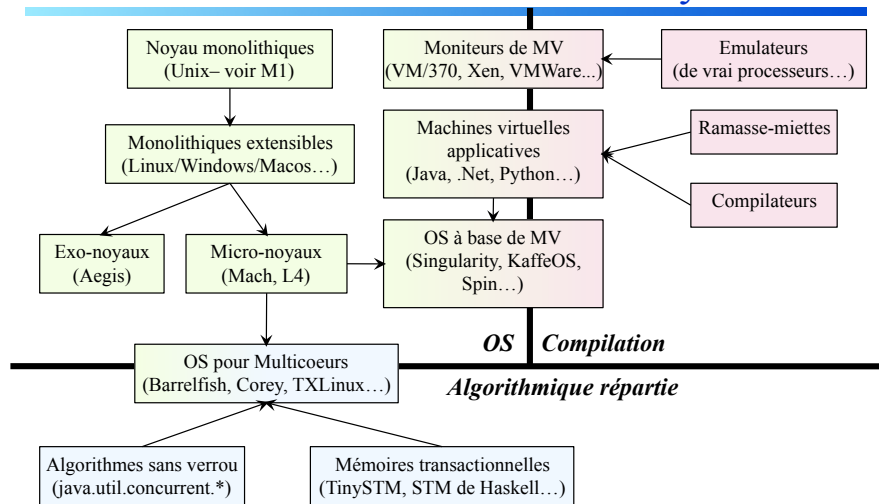 Noyau monolithiques
(Unix– voir M1)
Moniteurs de MV
(VM/370, Xen, VMWare...)
Emulateurs
(de vrai processeurs…)
Monolithiques extensibles
(Linux/Windows/Macos…)
Machines virtuelles
applicatives
(Java, .Net, Python…)
Ramasse-miettes
Compilateurs
Exo-noyaux
(Aegis)
Micro-noyaux
(Mach, L4)
OS à base de MV
(Singularity, KaffeOS,
Spin…)
OS Compilation
OS pour Multicoeurs
(Barrelfish, Corey, TXLinux…)
Algorithmique répartie
Algorithmes sans verrou
(java.util.concurrent.*)
Mémoires transactionnelles
(TinySTM, STM de Haskell…)